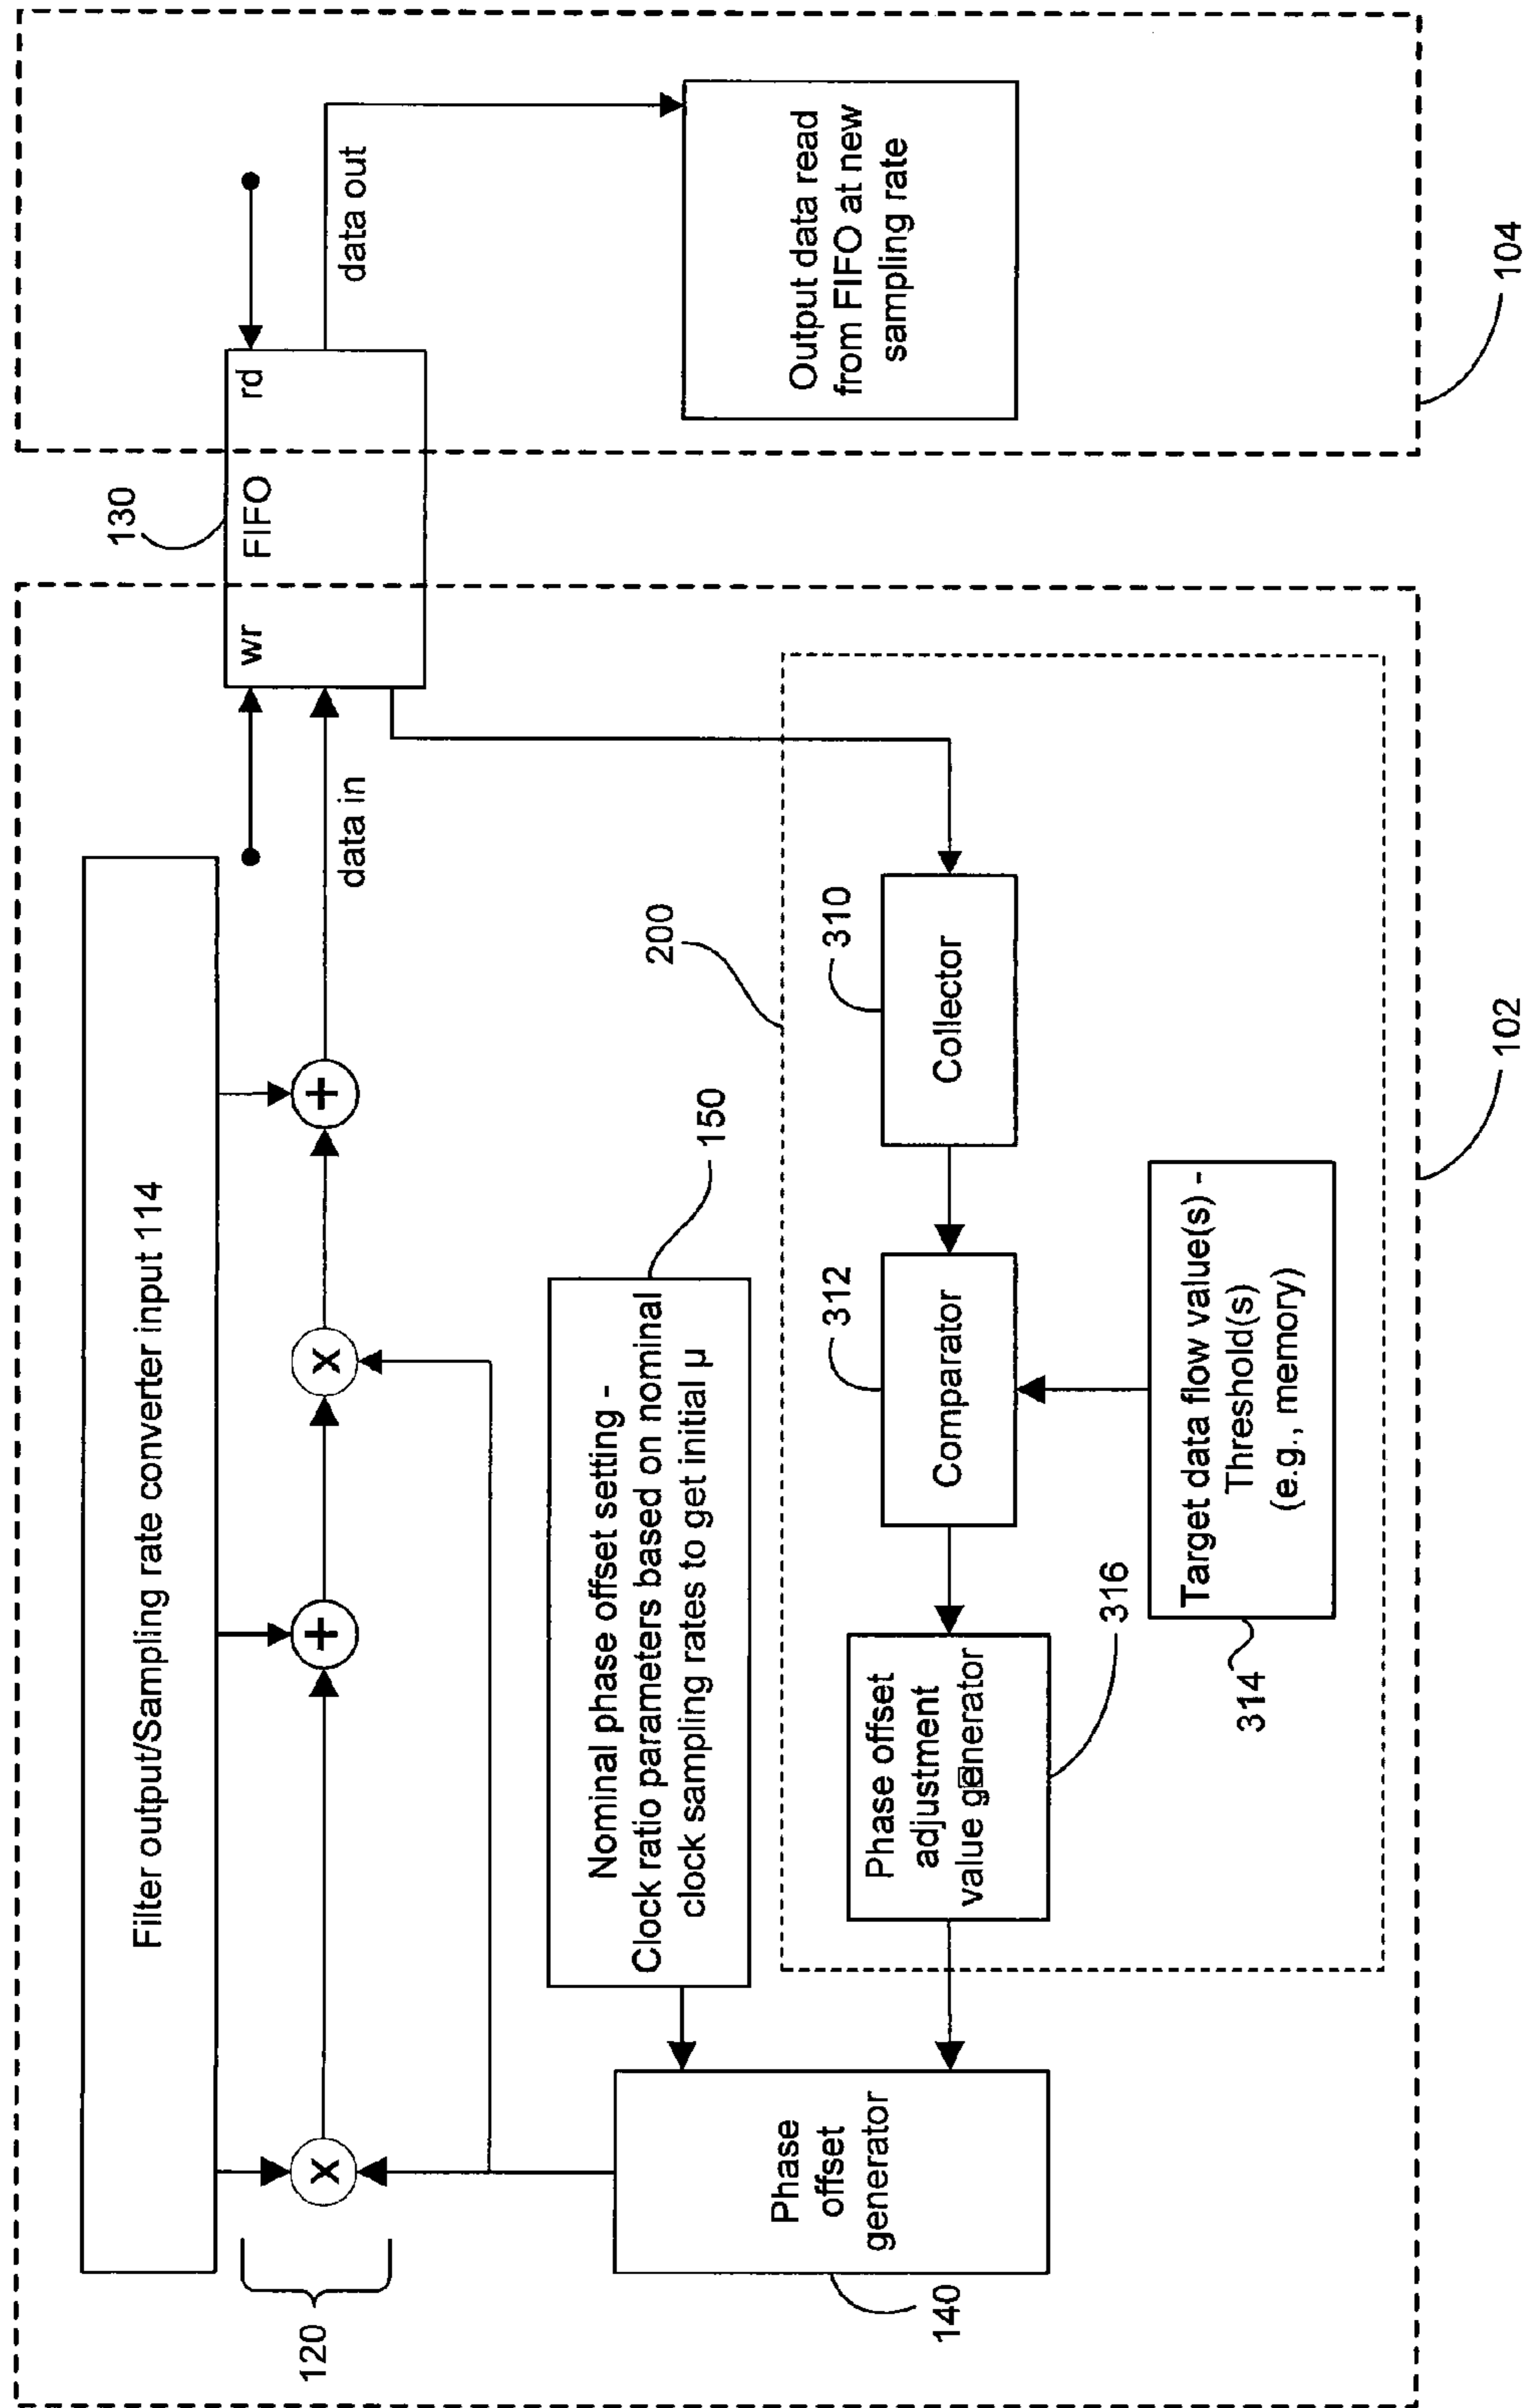 Filter output/Sampling rate converter input 114
120
x
+
x
+
data in
wr
FIFO
rd
130
data out
Output data read
from FIFO at new
sampling rate
Nominal phase offset setting -
Clock ratio parameters based on nominal
clock sampling rates to get initial µ
150
Phase
offset
generator
140
200
Phase offset
adjustment
value generator
316
Comparator
312
Collector
310
Target data flow value(s) -
Threshold(s)
(e.g., memory)
314
102
104